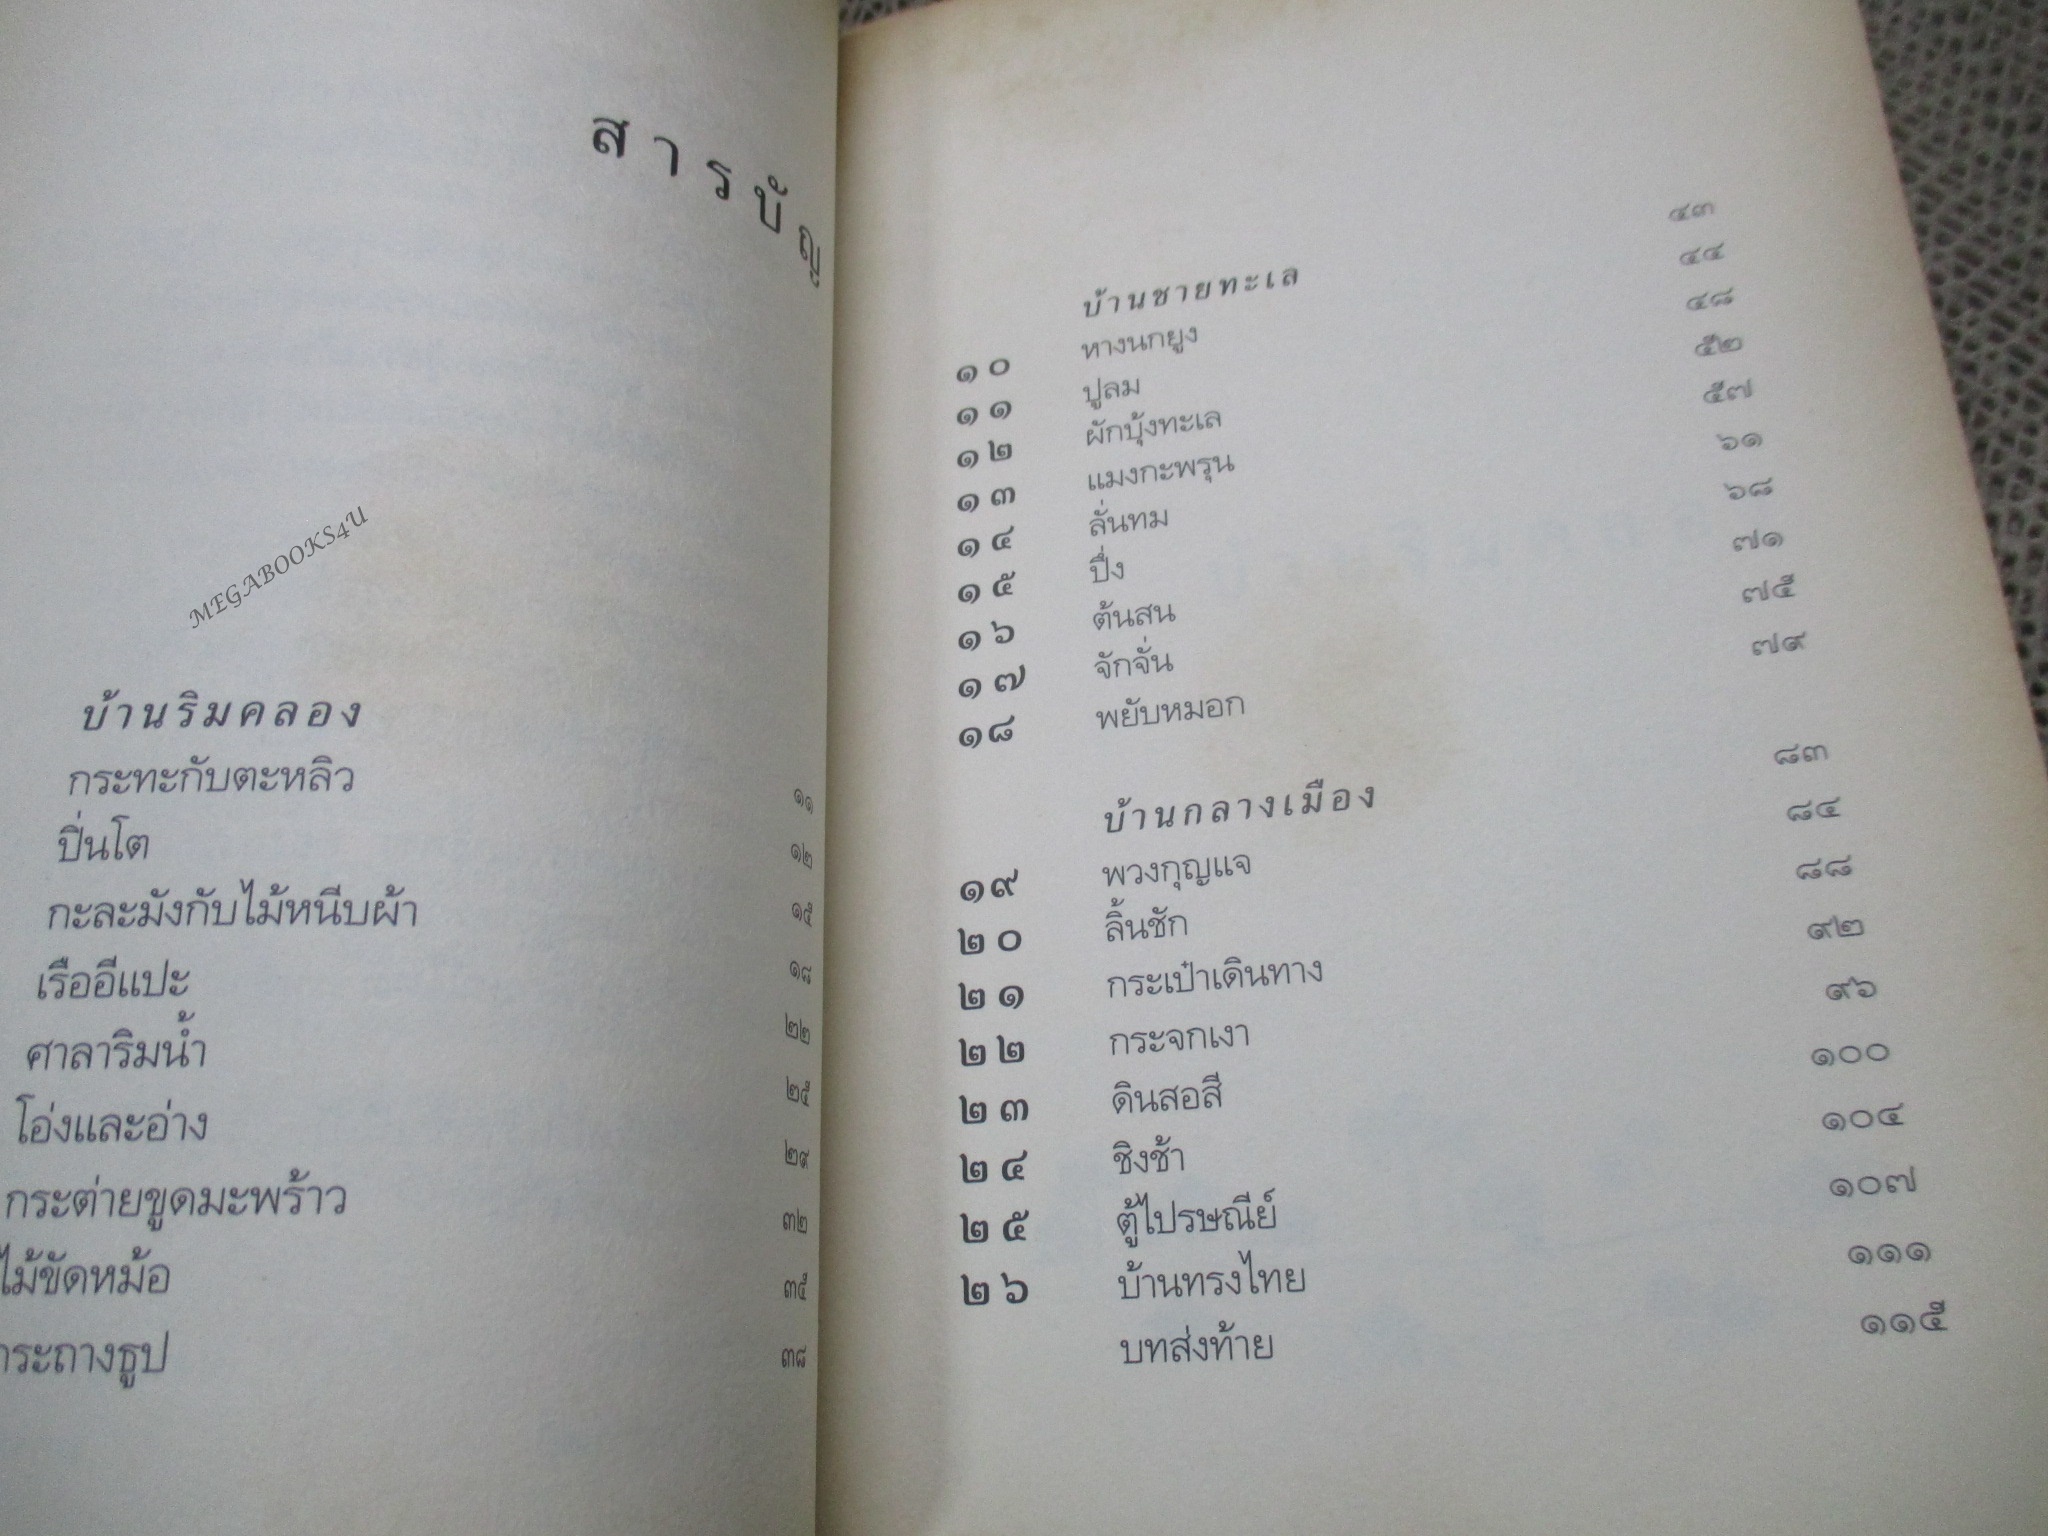 สารบัญ
MEGABOOKS4U
บ้านริมคลอง ๑๑
กระทะกับตะหลิว ๑๒
ปิ่นโต ๑๕
กะละมังกับไม้หนีบผ้า ๑๘
เรืออีแปะ ๒๒
ศาลาริมน้ำ ๒๕
โอ่งและอ่าง ๒๙
กระต่ายขูดมะพร้าว ๓๒
ไม้ขัดหม้อ ๓๕
กระถางธูป ๓๘
บ้านชายทะเล ๔๓
๑๐ หางนกยูง ๔๔
๑๑ ปูลม ๔๘
๑๒ ผักบุ้งทะเล ๕๒
๑๓ แมงกะพรุน ๕๗
๑๔ ลั่นทม ๖๑
๑๕ ปึ่ง ๖๘
๑๖ ต้นสน ๗๑
๑๗ จักจั่น ๗๕
๑๘ พยับหมอก ๗๙
บ้านกลางเมือง ๘๓
๑๙ พวงกุญแจ ๘๔
๒๐ ลิ้นชัก ๘๘
๒๑ กระเป๋าเดินทาง ๙๒
๒๒ กระจกเงา ๙๖
๒๓ ดินสอสี ๑๐๐
๒๔ ชิงช้า ๑๐๔
๒๕ ตู้ไปรษณีย์ ๑๐๗
๒๖ บ้านทรงไทย ๑๑๑
บทส่งท้าย ๑๑๕